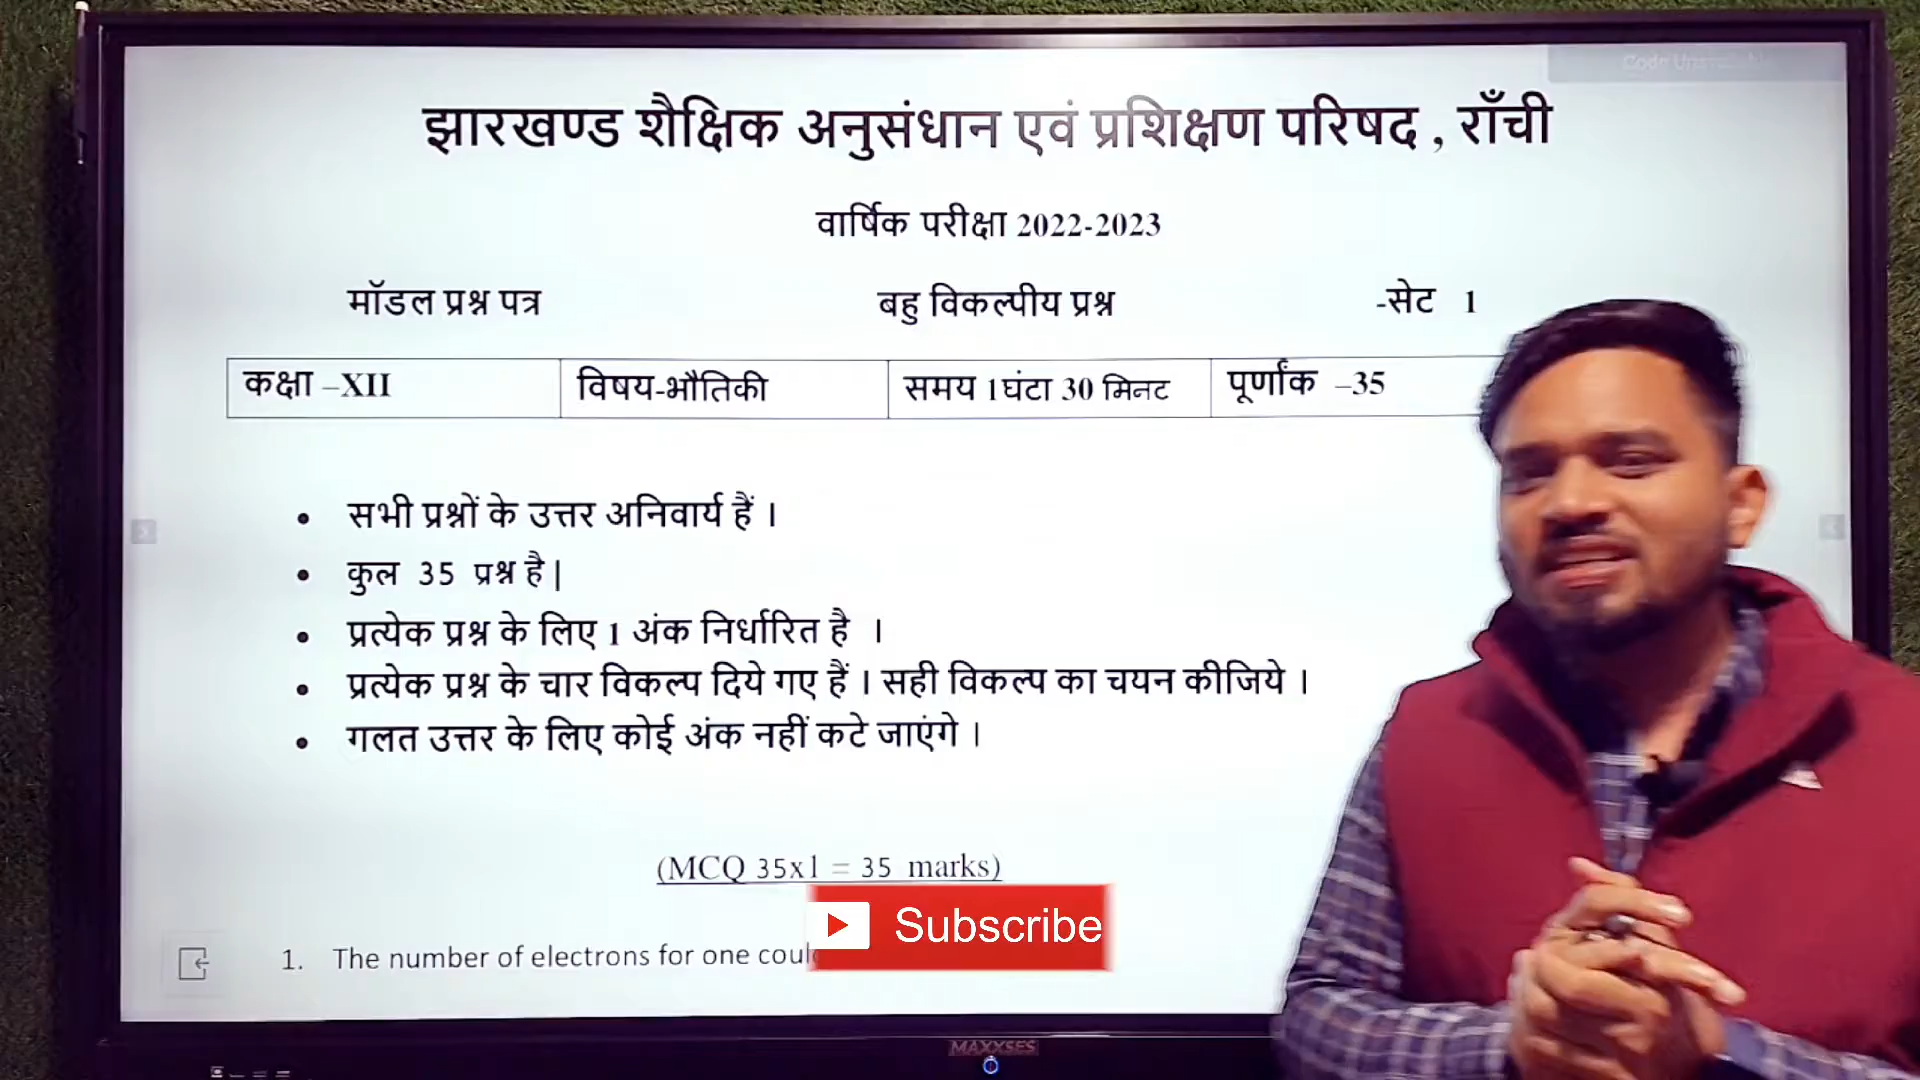 झारखण्ड शैक्षिक अनुसंधान एवं प्रशिक्षण परिषद , राँची
वार्षिक परीक्षा 2022-2023
मॉडल प्रश्न पत्र बहु विकल्पीय प्रश्न -सेट 1
कक्षा –XII विषय-भौतिकी समय 1घंटा 30 मिनट पूर्णांक –35
• सभी प्रश्नों के उत्तर अनिवार्य हैं ।
• कुल 35 प्रश्न है|
• प्रत्येक प्रश्न के लिए 1 अंक निर्धारित है ।
• प्रत्येक प्रश्न के चार विकल्प दिये गए हैं । सही विकल्प का चयन कीजिये ।
• गलत उत्तर के लिए कोई अंक नहीं कटे जाएंगे ।
(MCQ 35x1 = 35 marks)
Subscribe
1. The number of electrons for one
MAXXSES